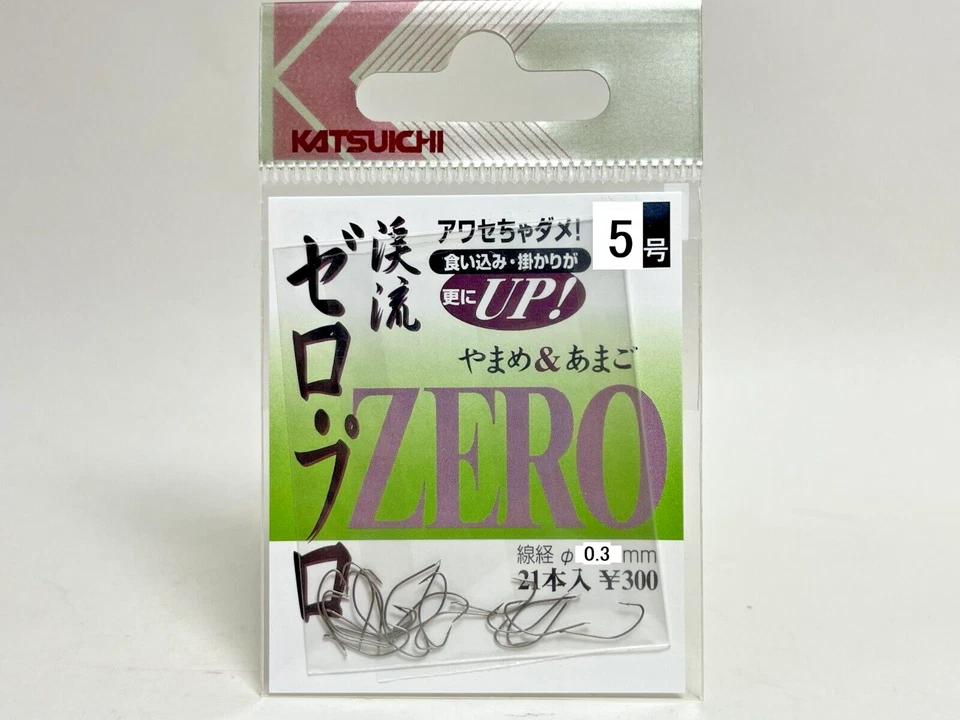 KATSUICHI
渓流
ゼロ・プロ
アワセちゃダメ!
食い込み・掛かりが
更にUP!
5号
やまめ&あまご
ZERO
線経 φ 0.3 mm
21本入 ¥300